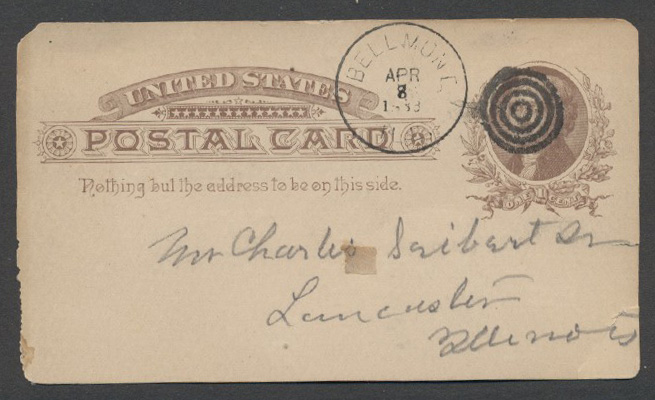 UNITED STATES
POSTAL CARD
Nothing but the address to be on this side.
BELLMONT
APR
8
Mr Charles Seibert Sr
Lancaster
Illinois